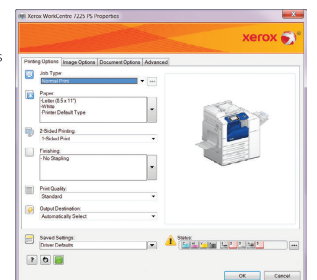 Xerox WorkCentre 7225 PS Properties
xerox
Printing Options Image Options Document Options Advanced
Job Type:
Normal Print
Paper:
-Letter (8.5 x 11")
-White
-Printer Default Type
2-Sided Printing:
1-Sided Print
Finishing:
- No Stapling
Print Quality:
Standard
Output Destination:
Automatically Select
Saved Settings:
Driver Defaults
Status:
OK Cancel